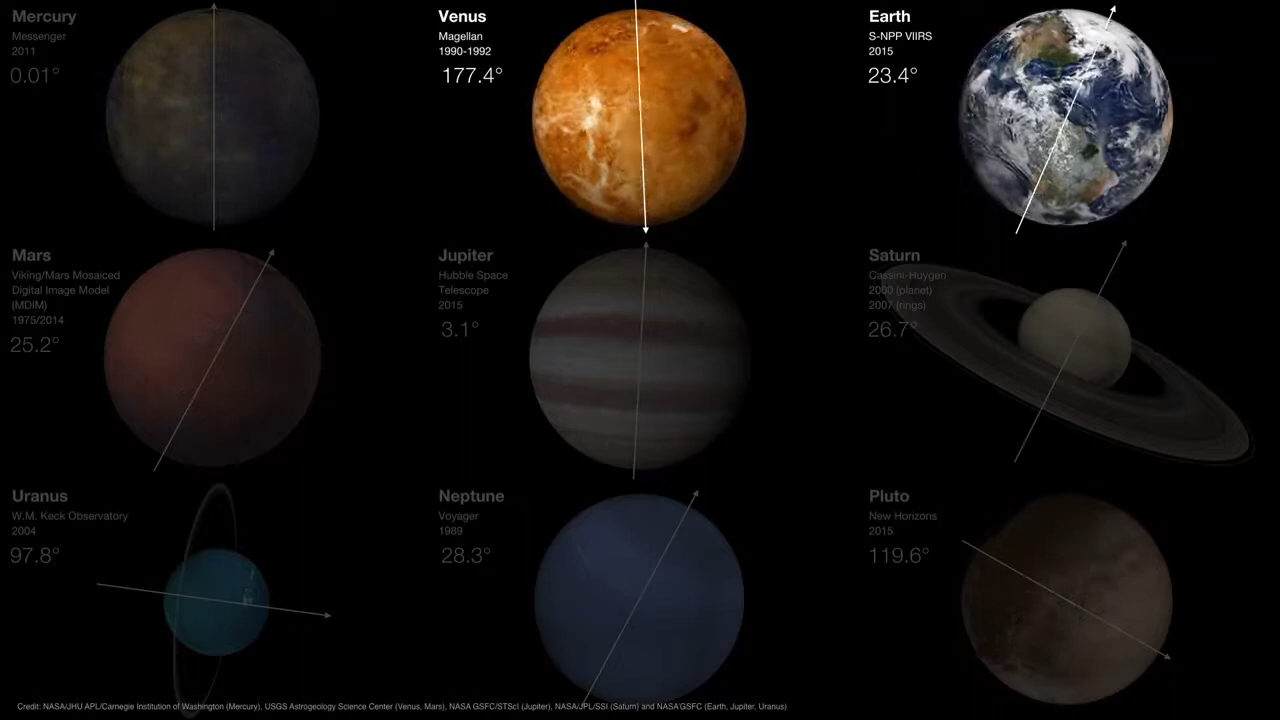 Mercury
Messenger
2011
0.01°
Venus
Magellan
1990-1992
177.4°
Earth
S-NPP VIIRS
2015
23.4°
Mars
Viking/Mars Mosaiced
Digital Image Model
(MDIM)
1975/2014
25.2°
Jupiter
Hubble Space
Telescope
2015
3.1°
Saturn
Cassini-Huygen
2000 (planet)
2007 (rings)
26.7°
Uranus
W.M. Keck Observatory
2004
97.8°
Neptune
Voyager
1989
28.3°
Pluto
New Horizons
2015
119.6°
Credit: NASA/JHU APL/Carnegie Institution of Washington (Mercury), USGS Astrogeology Science Center (Venus, Mars), NASA GSFC/STScI (Jupiter), NASA/JPL/SSI (Saturn) and NASA'GSFC (Earth, Jupiter, Uranus)